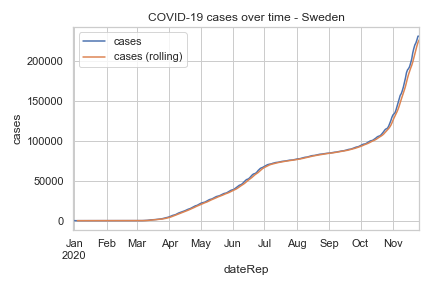 COVID-19 cases over time - Sweden
cases
cases (rolling)
200000
150000
100000
50000
0
cases
Jan Feb Mar Apr May Jun Jul Aug Sep Oct Nov
2020
dateRep